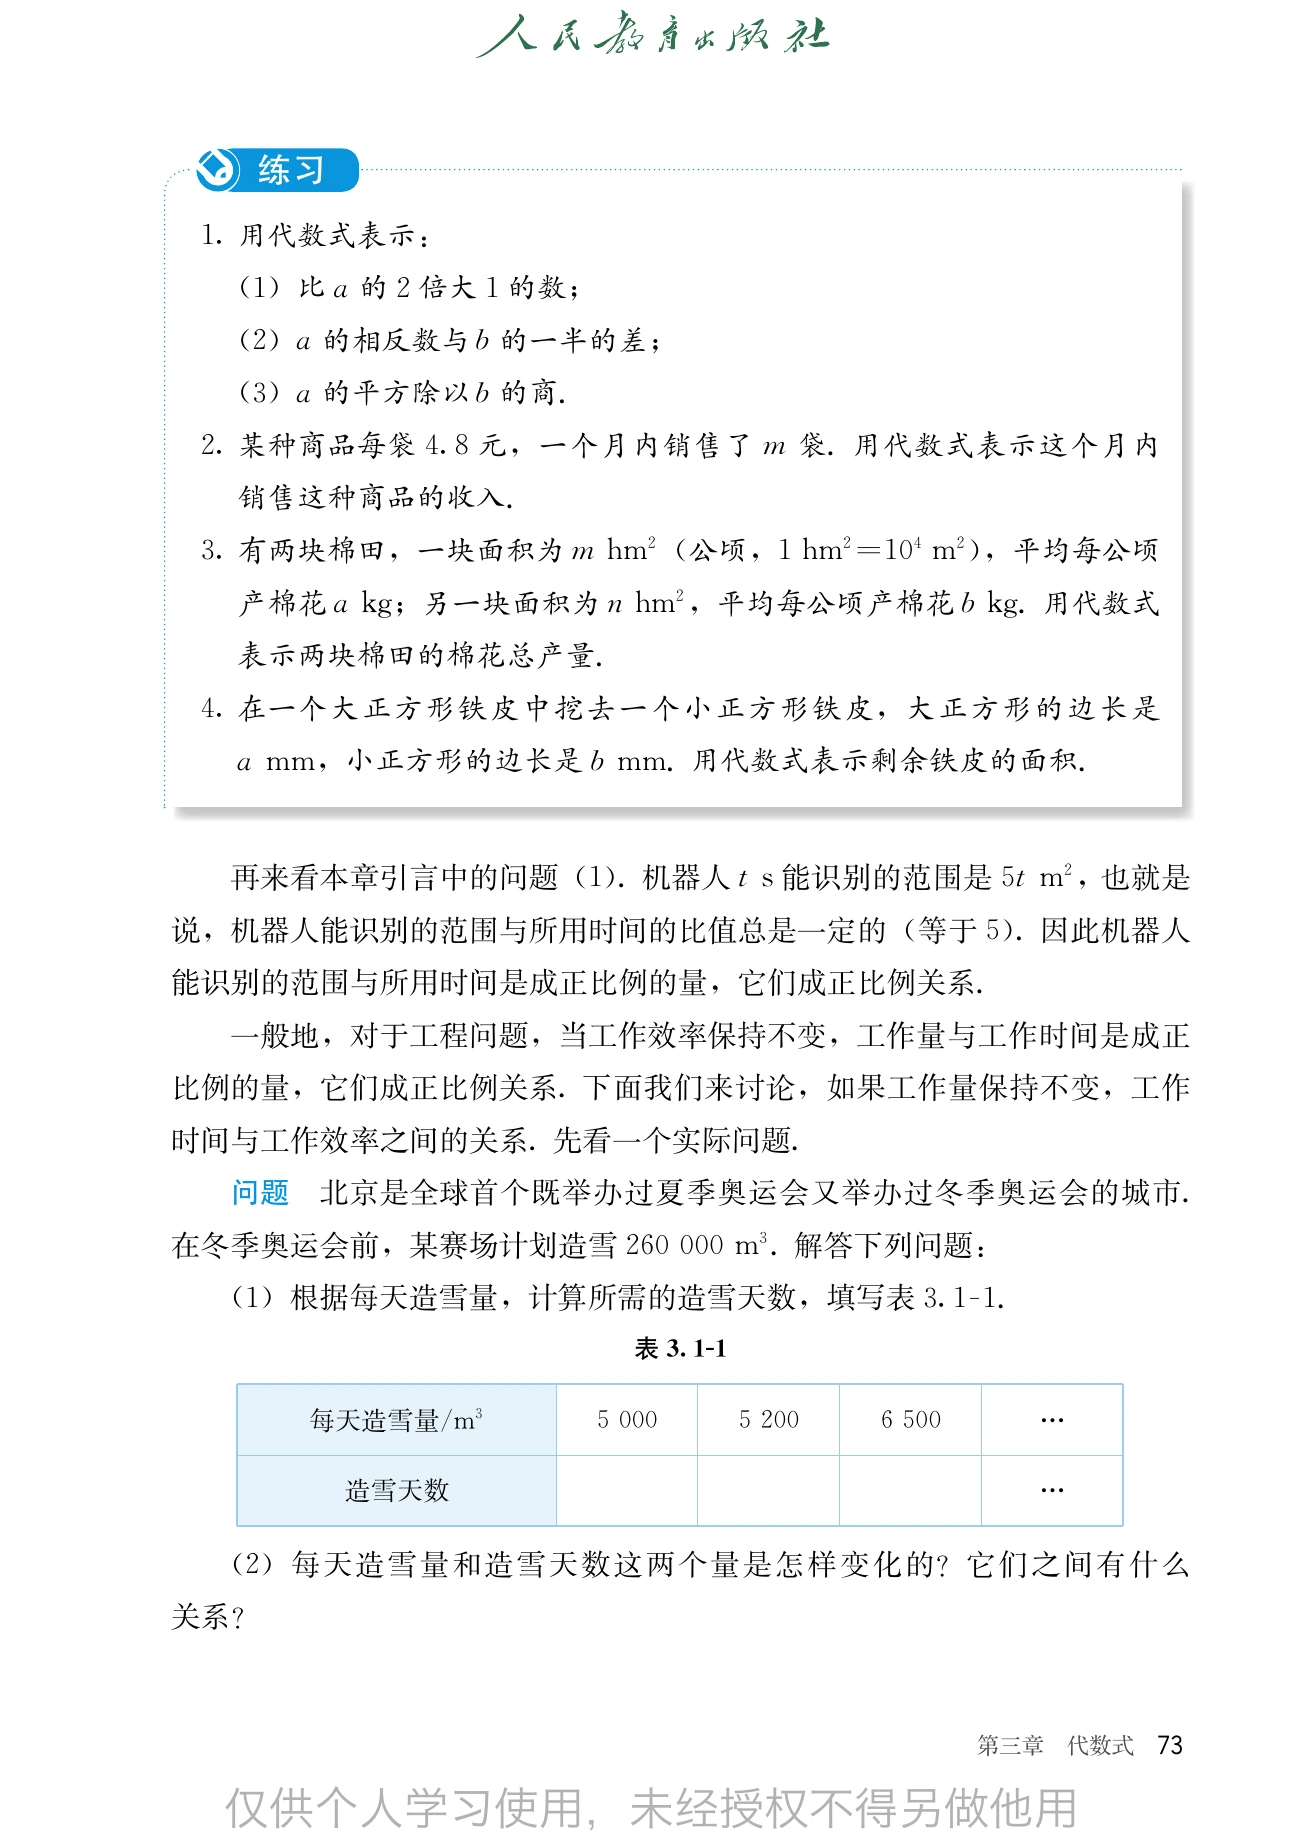 人民教育出版社
练习
1. 用代数式表示：
（1）比 a 的 2 倍大 1 的数；
（2）a 的相反数与 b 的一半的差；
（3）a 的平方除以 b 的商.
2. 某种商品每袋 4.8 元，一个月内销售了 m 袋. 用代数式表示这个月内
销售这种商品的收入.
3. 有两块棉田，一块面积为 m hm²（公顷，1 hm²=10⁴ m²），平均每公顷
产棉花 a kg；另一块面积为 n hm²，平均每公顷产棉花 b kg. 用代数式
表示两块棉田的棉花总产量.
4. 在一个大正方形铁皮中挖去一个小正方形铁皮，大正方形的边长是
a mm，小正方形的边长是 b mm. 用代数式表示剩余铁皮的面积.
再来看本章引言中的问题（1）. 机器人 t s 能识别的范围是 5t m²，也就是
说，机器人能识别的范围与所用时间的比值总是一定的（等于 5）. 因此机器人
能识别的范围与所用时间是成正比例的量，它们成正比例关系.
一般地，对于工程问题，当工作效率保持不变，工作量与工作时间是成正
比例的量，它们成正比例关系. 下面我们来讨论，如果工作量保持不变，工作
时间与工作效率之间的关系. 先看一个实际问题.
问题 北京是全球首个既举办过夏季奥运会又举办过冬季奥运会的城市.
在冬季奥运会前，某赛场计划造雪 260 000 m³. 解答下列问题：
（1）根据每天造雪量，计算所需的造雪天数，填写表 3.1-1.
表 3.1-1
每天造雪量/m³ 5 000 5 200 6 500 …
造雪天数 …
（2）每天造雪量和造雪天数这两个量是怎样变化的？它们之间有什么
关系？
第三章 代数式 73
仅供个人学习使用，未经授权不得另做他用